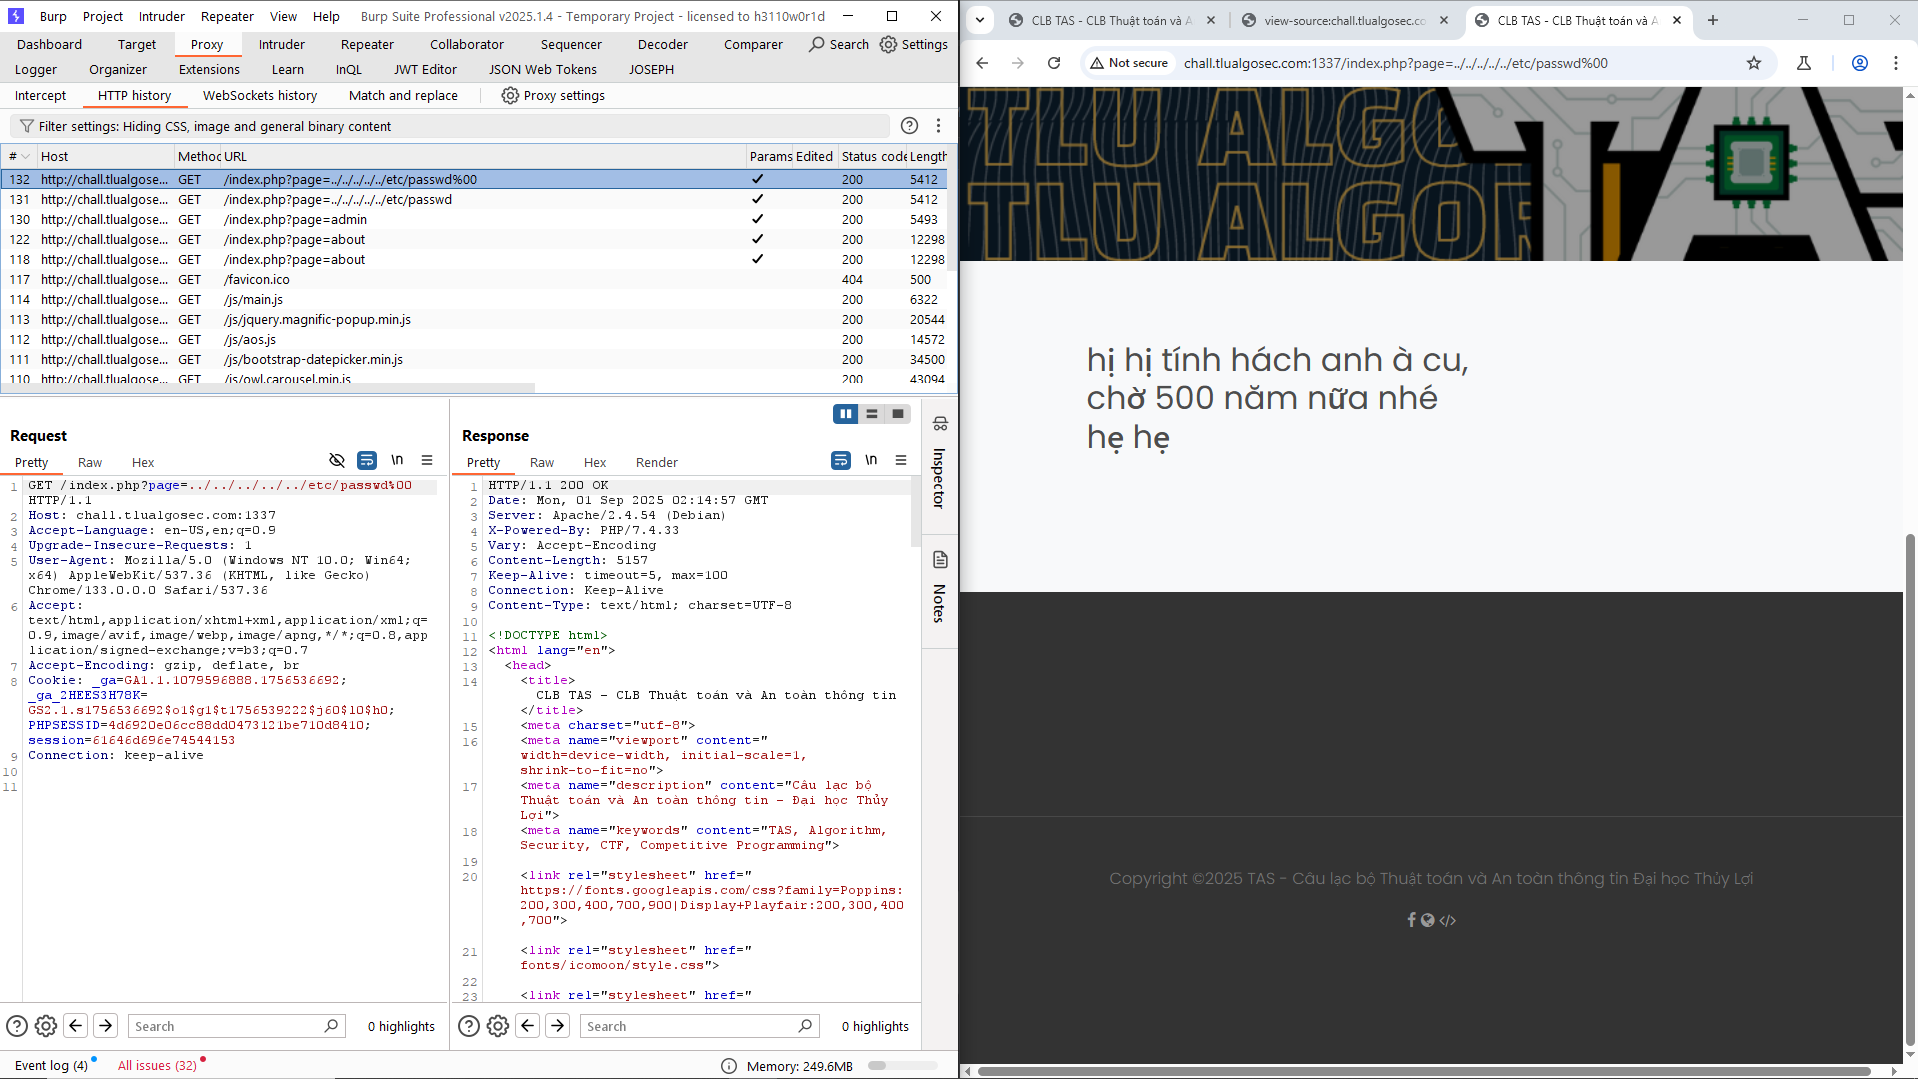 Burp Project Intruder Repeater View Help Burp Suite Professional v2025.1.4 - Temporary Project - licensed to h3110w0r1d
Dashboard Target Proxy Intruder Repeater Collaborator Sequencer Decoder Comparer Search Settings
Logger Organizer Extensions Learn InQL JWT Editor JSON Web Tokens JOSEPH
Intercept HTTP history WebSockets history Match and replace Proxy settings
Filter settings: Hiding CSS, image and general binary content
# Host Method URL Params Edited Status code Length
132 http://chall.tlualgose... GET /index.php?page=../../../../../etc/passwd%00 ✓ 200 5412
131 http://chall.tlualgose... GET /index.php?page=../../../../../etc/passwd ✓ 200 5412
130 http://chall.tlualgose... GET /index.php?page=admin ✓ 200 5493
122 http://chall.tlualgose... GET /index.php?page=about ✓ 200 12298
118 http://chall.tlualgose... GET /index.php?page=about ✓ 200 12298
117 http://chall.tlualgose... GET /favicon.ico 404 500
114 http://chall.tlualgose... GET /js/main.js 200 6322
113 http://chall.tlualgose... GET /js/jquery.magnific-popup.min.js 200 20544
112 http://chall.tlualgose... GET /js/aos.js 200 14572
111 http://chall.tlualgose... GET /js/bootstrap-datepicker.min.js 200 34500
110 http://chall.tlualgose... GET /js/owl.carousel.min.js 200 43094
Request
Pretty Raw Hex \n
1 GET /index.php?page=../../../../../etc/passwd%00
HTTP/1.1
2 Host: chall.tlualgosec.com:1337
3 Accept-Language: en-US,en;q=0.9
4 Upgrade-Insecure-Requests: 1
5 User-Agent: Mozilla/5.0 (Windows NT 10.0; Win64;
x64) AppleWebKit/537.36 (KHTML, like Gecko)
Chrome/133.0.0.0 Safari/537.36
6 Accept:
text/html,application/xhtml+xml,application/xml;q=
0.9,image/avif,image/webp,image/apng,*/*;q=0.8,app
lication/signed-exchange;v=b3;q=0.7
7 Accept-Encoding: gzip, deflate, br
8 Cookie: _ga=GA1.1.1079596888.1756536692;
_ga_2HEES3H78K=
GS2.1.s1756536692$o1$g1$t1756539222$j60$l0$h0;
PHPSESSID=4d6920e06cc88dd0473121be710d8410;
session=61646d696e74544153
9 Connection: keep-alive
10
11
Response
Pretty Raw Hex Render \n
1 HTTP/1.1 200 OK
2 Date: Mon, 01 Sep 2025 02:14:57 GMT
3 Server: Apache/2.4.54 (Debian)
4 X-Powered-By: PHP/7.4.33
5 Vary: Accept-Encoding
6 Content-Length: 5157
7 Keep-Alive: timeout=5, max=100
8 Connection: Keep-Alive
9 Content-Type: text/html; charset=UTF-8
10
11 <!DOCTYPE html>
12 <html lang="en">
13 <head>
14 <title>
CLB TAS - CLB Thuật toán và An toàn thông tin
</title>
15 <meta charset="utf-8">
16 <meta name="viewport" content="
width=device-width, initial-scale=1,
shrink-to-fit=no">
17 <meta name="description" content="Câu lạc bộ
Thuật toán và An toàn thông tin - Đại học Thủy
Lợi">
18 <meta name="keywords" content="TAS, Algorithm,
Security, CTF, Competitive Programming">
19
20 <link rel="stylesheet" href="
https://fonts.googleapis.com/css?family=Poppins:
200,300,400,700,900|Display+Playfair:200,300,400
,700">
21 <link rel="stylesheet" href="
fonts/icomoon/style.css">
22
23 <link rel="stylesheet" href="
Inspector
Notes
Search 0 highlights
Search 0 highlights
Event log (4) All issues (32) Memory: 249.6MB
CLB TAS - CLB Thuật toán và A
view-source:chall.tlualgosec.co
CLB TAS - CLB Thuật toán và A
Not secure chall.tlualgosec.com:1337/index.php?page=../../../../../etc/passwd%00
TLU ALGO
TLU ALGOR
hị hị tính hách anh à cu,
chờ 500 năm nữa nhé
hẹ hẹ
Copyright ©2025 TAS - Câu lạc bộ Thuật toán và An toàn thông tin Đại học Thủy Lợi